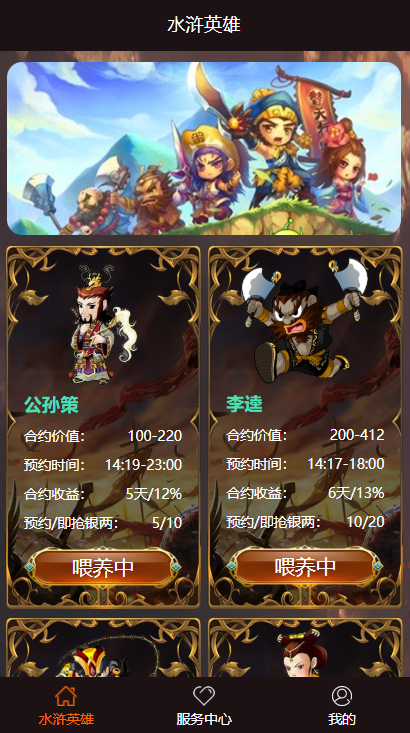 水浒英雄
公孙策
合约价值： 100-220
预约时间： 14:19-23:00
合约收益： 5天/12%
预约/即抢银两： 5/10
喂养中
李逵
合约价值： 200-412
预约时间： 14:17-18:00
合约收益： 6天/13%
预约/即抢银两： 10/20
喂养中
水浒英雄
服务中心
我的